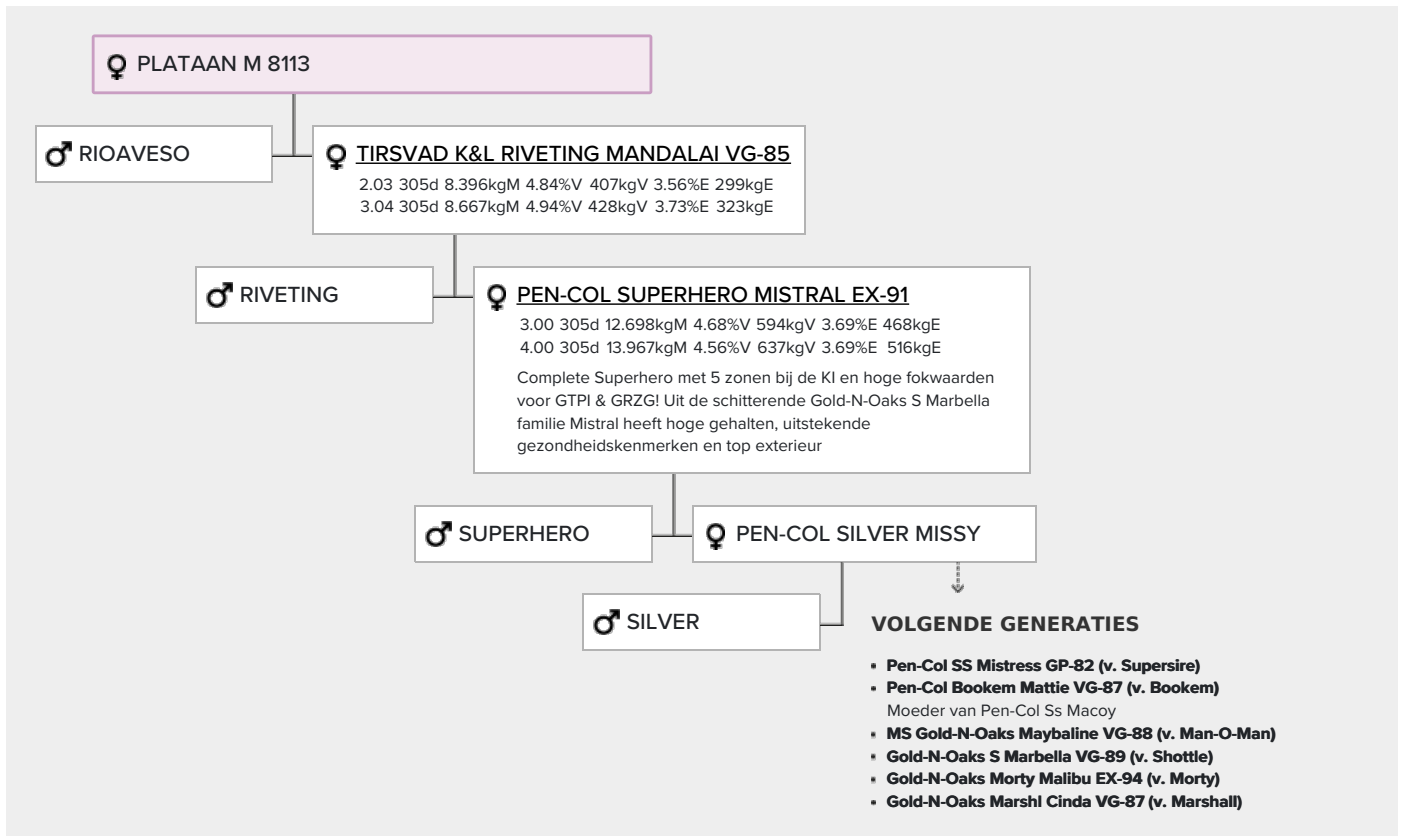 PLATAAN M 8113
RIOAVESO
TIRSVAD K&L RIVETING MANDALAI VG-85
2.03 305d 8.396kgM 4.84%V 407kgV 3.56%E 299kgE
3.04 305d 8.667kgM 4.94%V 428kgV 3.73%E 323kgE
RIVETING
PEN-COL SUPERHERO MISTRAL EX-91
3.00 305d 12.698kgM 4.68%V 594kgV 3.69%E 468kgE
4.00 305d 13.967kgM 4.56%V 637kgV 3.69%E 516kgE
Complete Superhero met 5 zonen bij de KI en hoge fokwaarden
voor GTPI & GRZG! Uit de schitterende Gold-N-Oaks S Marbella
familie Mistral heeft hoge gehalten, uitstekende
gezondheidskenmerken en top exterieur
SUPERHERO
PEN-COL SILVER MISSY
SILVER
VOLGENDE GENERATIES
Pen-Col SS Mistress GP-82 (v. Supersire)
Pen-Col Bookem Mattie VG-87 (v. Bookem)
Moeder van Pen-Col Ss Macoy
MS Gold-N-Oaks Maybaline VG-88 (v. Man-O-Man)
Gold-N-Oaks S Marbella VG-89 (v. Shottle)
Gold-N-Oaks Morty Malibu EX-94 (v. Morty)
Gold-N-Oaks Marshl Cinda VG-87 (v. Marshall)